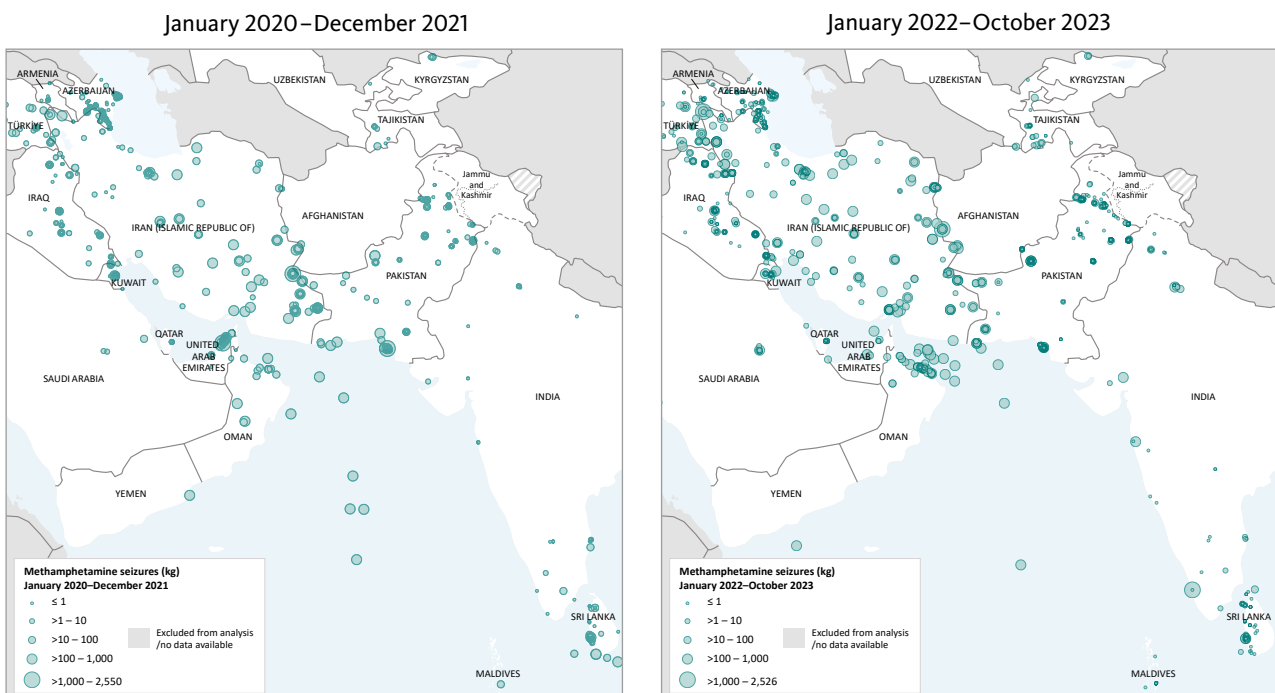 January 2020–December 2021
ARMENIA
AZERBAIJAN
UZBEKISTAN
KYRGYZSTAN
TÜRKİYE
TAJIKISTAN
Jammu
and
Kashmir
IRAQ
AFGHANISTAN
IRAN (ISLAMIC REPUBLIC OF)
PAKISTAN
KUWAIT
QATAR
UNITED
ARAB
EMIRATES
SAUDI ARABIA
INDIA
OMAN
YEMEN
SRI LANKA
MALDIVES
Methamphetamine seizures (kg)
January 2020–December 2021
≤ 1
>1 – 10
>10 – 100
>100 – 1,000
>1,000 – 2,550
Excluded from analysis
/no data available
January 2022–October 2023
ARMENIA
AZERBAIJAN
UZBEKISTAN
KYRGYZSTAN
TÜRKİYE
TAJIKISTAN
Jammu
and
Kashmir
IRAQ
AFGHANISTAN
IRAN (ISLAMIC REPUBLIC OF)
PAKISTAN
KUWAIT
QATAR
UNITED
ARAB
EMIRATES
SAUDI ARABIA
INDIA
OMAN
YEMEN
SRI LANKA
MALDIVES
Methamphetamine seizures (kg)
January 2022–October 2023
≤ 1
>1 – 10
>10 – 100
>100 – 1,000
>1,000 – 2,526
Excluded from analysis
/no data available